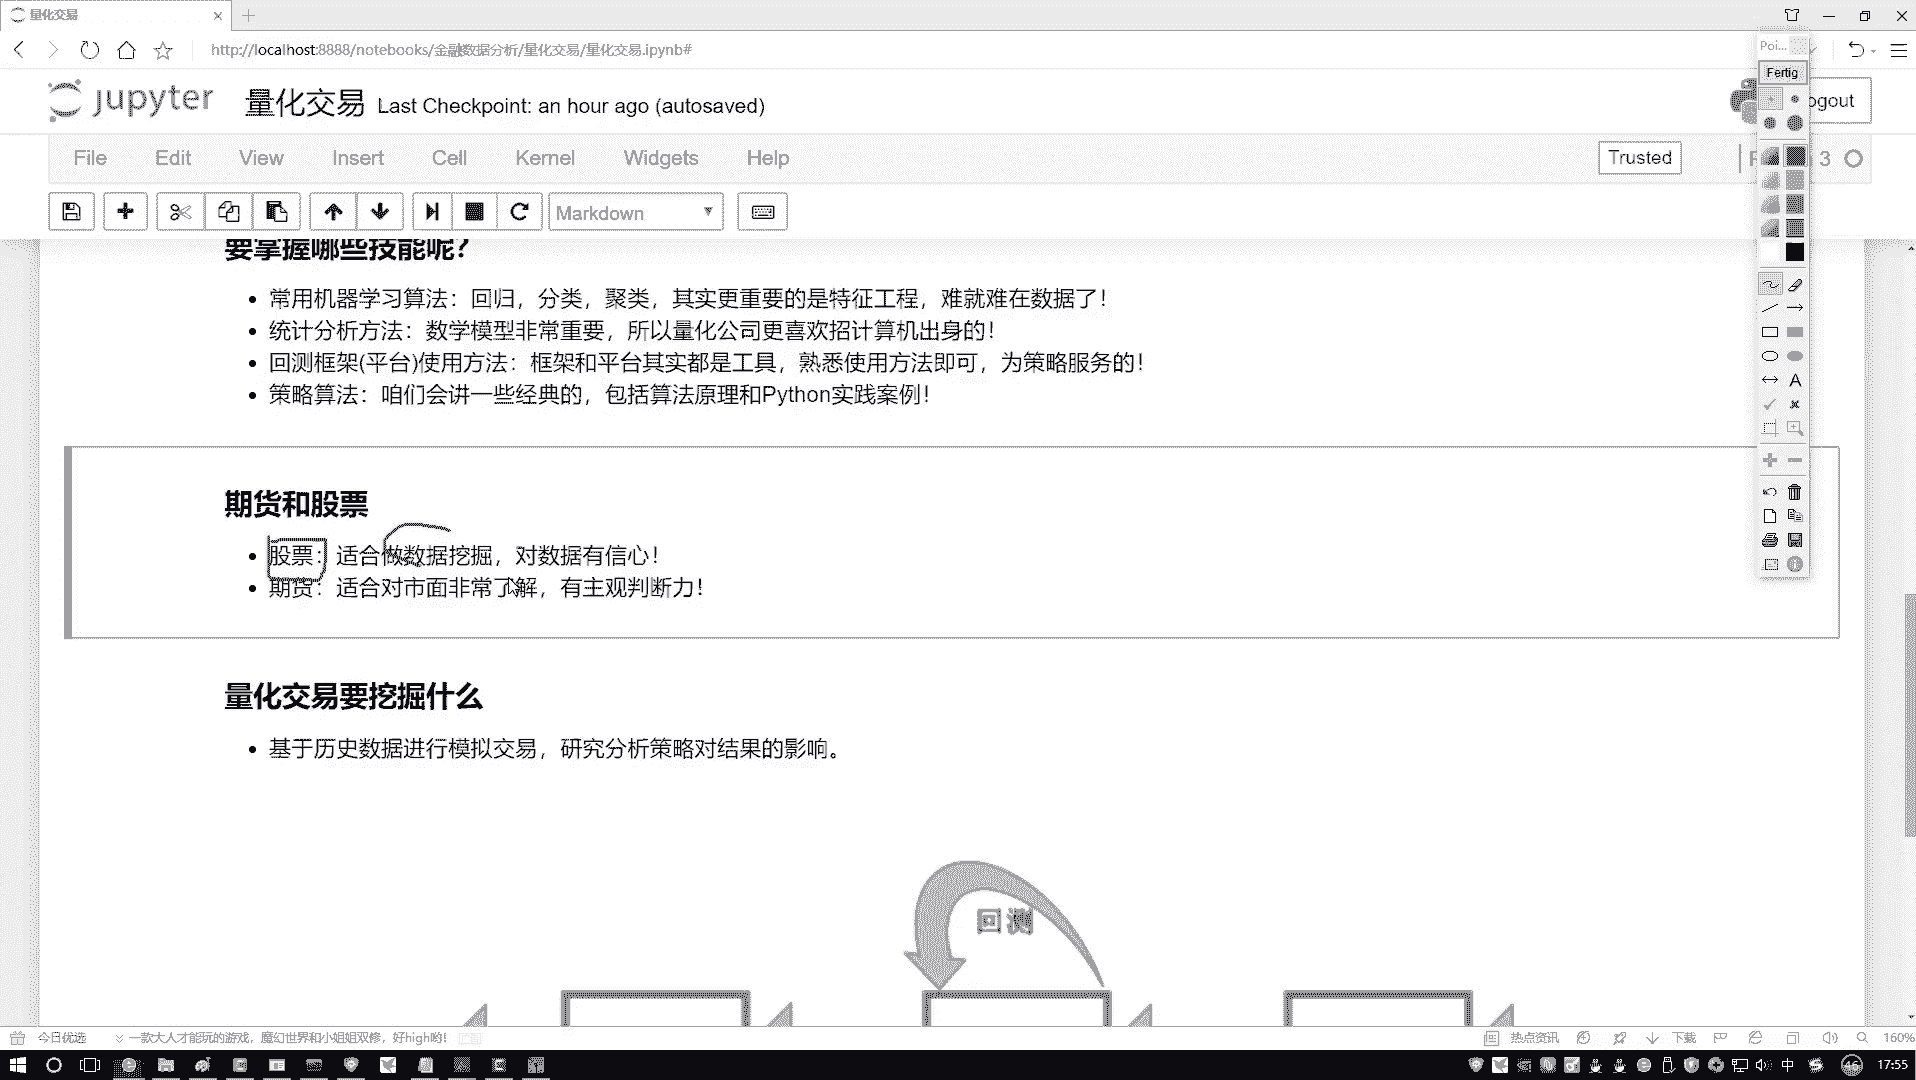 量化交易
http://localhost:8888/notebooks/金融数据分析/量化交易/量化交易.ipynb#
Poi...
Fertig
jupyter 量化交易 Last Checkpoint: an hour ago (autosaved)
ogout
File Edit View Insert Cell Kernel Widgets Help
Trusted
3
Markdown
要掌握哪些技能呢?
常用机器学习算法：回归，分类，聚类，其实更重要的是特征工程，难就难在数据了！
统计分析方法：数学模型非常重要，所以量化公司更喜欢招计算机出身的！
回测框架(平台)使用方法：框架和平台其实都是工具，熟悉使用方法即可，为策略服务的！
策略算法：咱们会讲一些经典的，包括算法原理和Python实践案例！
期货和股票
股票：适合做数据挖掘，对数据有信心！
期货：适合对市面非常了解，有主观判断力！
量化交易要挖掘什么
基于历史数据进行模拟交易，研究分析策略对结果的影响。
回测
今日优选
一款大人才能玩的游戏，魔幻世界和小姐姐双修，好high哟!
热点资讯
下载
160%
中
46
17:55